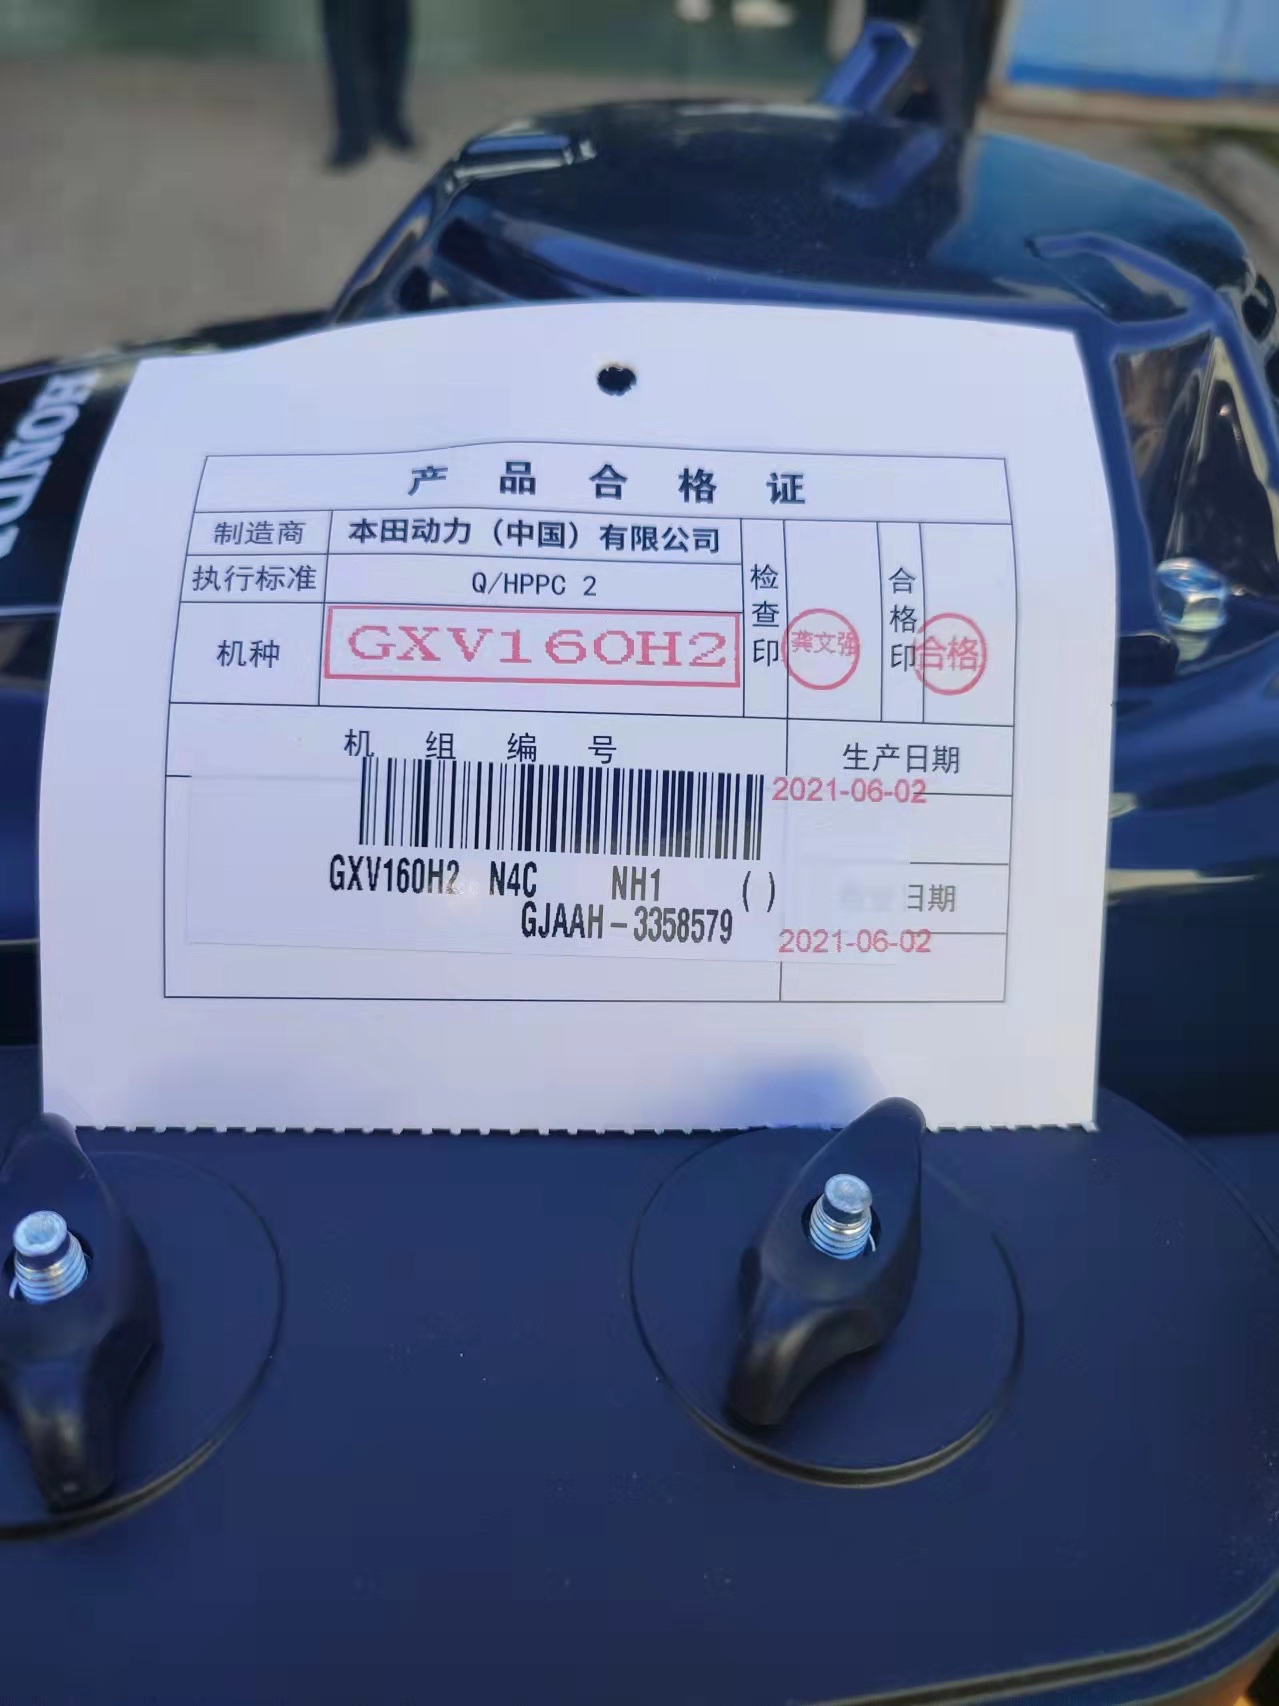 HONDA
产品合格证
制造商 本田动力（中国）有限公司
执行标准 Q/HPPC 2
机种 GXV160H2
检查印 龚文强
合格印 合格
机组编号 生产日期
2021-06-02
GXV160H2 N4C NH1 ( )
GJAAH-3358579
日期
2021-06-02